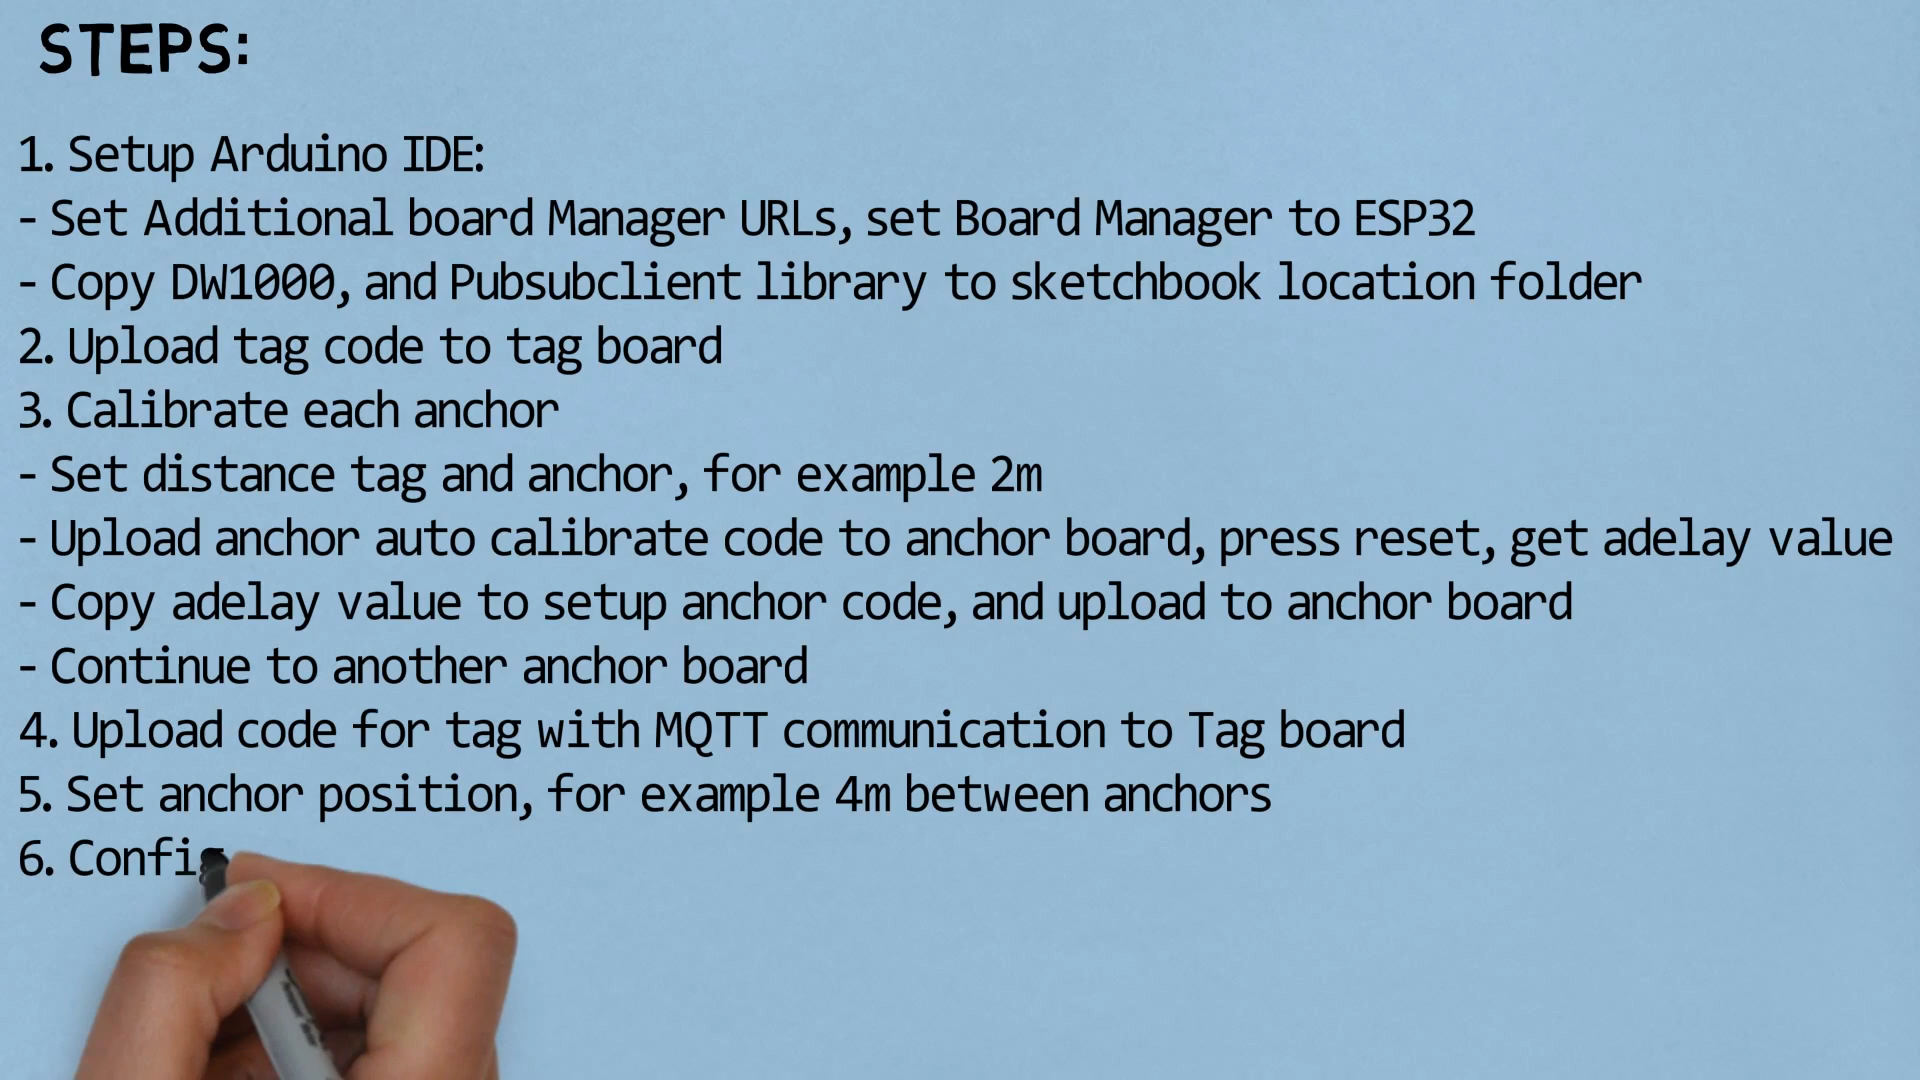 STEPS:
1. Setup Arduino IDE:
- Set Additional board Manager URLs, set Board Manager to ESP32
- Copy DW1000, and Pubsubclient library to sketchbook location folder
2. Upload tag code to tag board
3. Calibrate each anchor
- Set distance tag and anchor, for example 2m
- Upload anchor auto calibrate code to anchor board, press reset, get adelay value
- Copy adelay value to setup anchor code, and upload to anchor board
- Continue to another anchor board
4. Upload code for tag with MQTT communication to Tag board
5. Set anchor position, for example 4m between anchors
6. Config